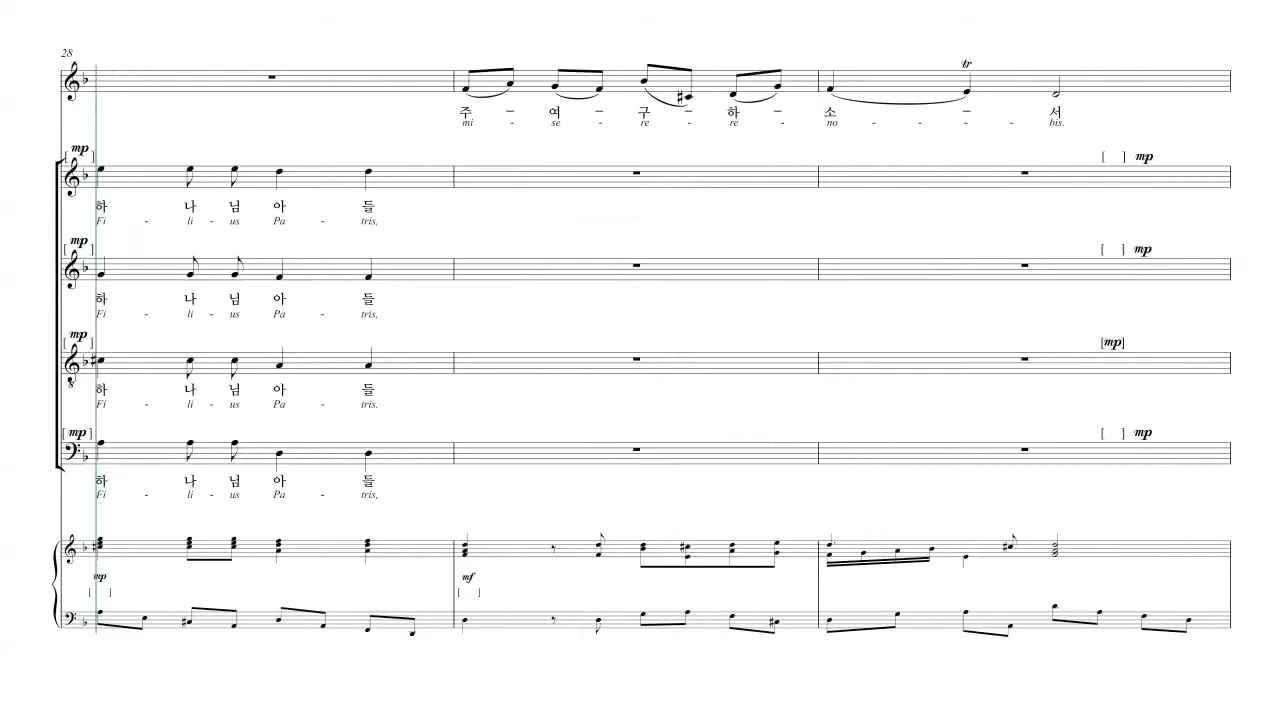 28
주 - 여 - 구 - 하 - 소 - 서
mi - se - re - re - no - - - bis.
[ mp ] [ ] mp
하 나 님 아 들
Fi - li - us Pa - tris,
[ mp ] [ ] mp
하 나 님 아 들
Fi - li - us Pa - tris,
[ mp ] [mp]
하 나 님 아 들
Fi - li - us Pa - tris.
[ mp ] [ ] mp
하 나 님 아 들
Fi - li - us Pa - tris,
mp mf
[ ] [ ]